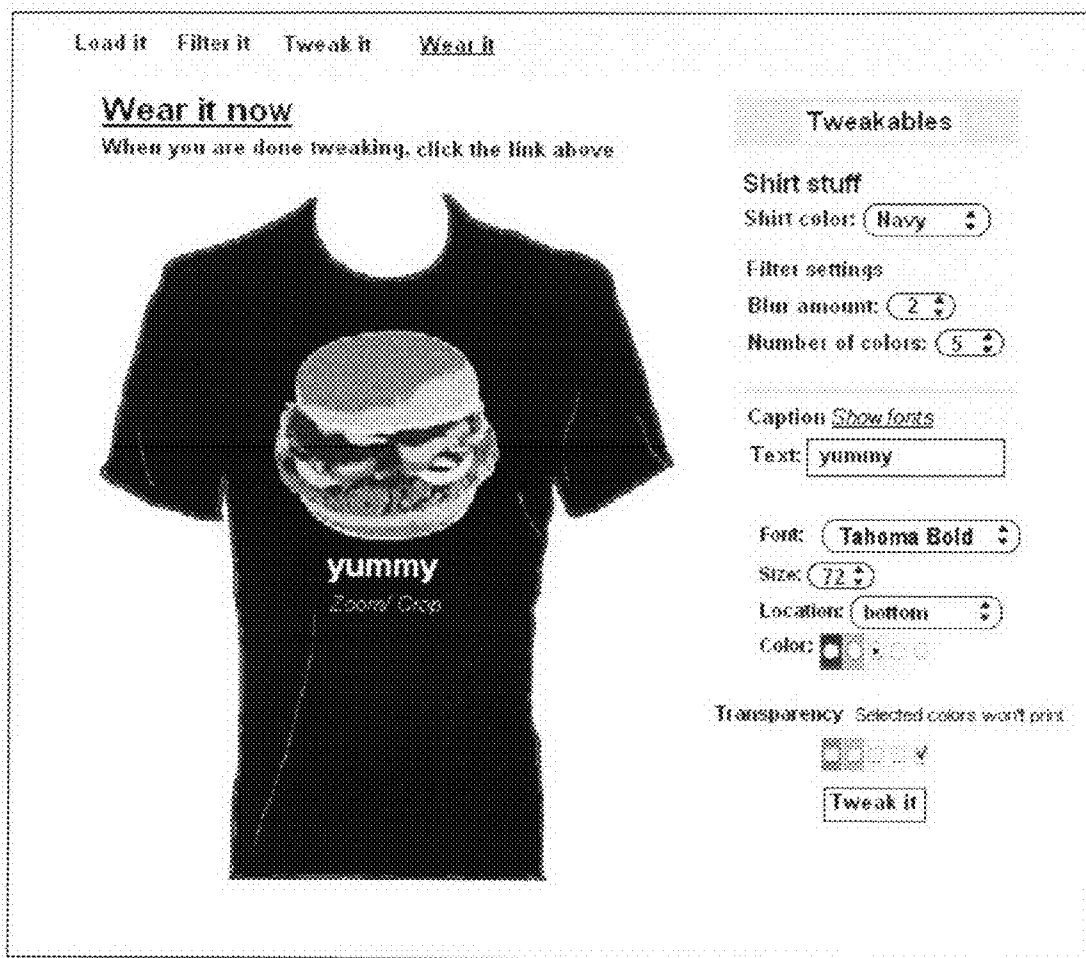 Load it Filter it Tweak it Wear it
Wear it now
When you are done tweaking, click the link above
yummy
Zoom/ Crop
Tweakables
Shirt stuff
Shirt color: Navy
Filter settings
Blur amount: 2
Number of colors: 5
Caption Show fonts
Text: yummy
Font: Tahoma Bold
Size: 72
Location: bottom
Color:
Transparency Selected colors won't print
Tweak it